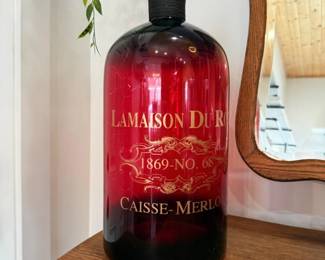 LAMAISON DU R
1869-NO. 68
CAISSE-MERLO